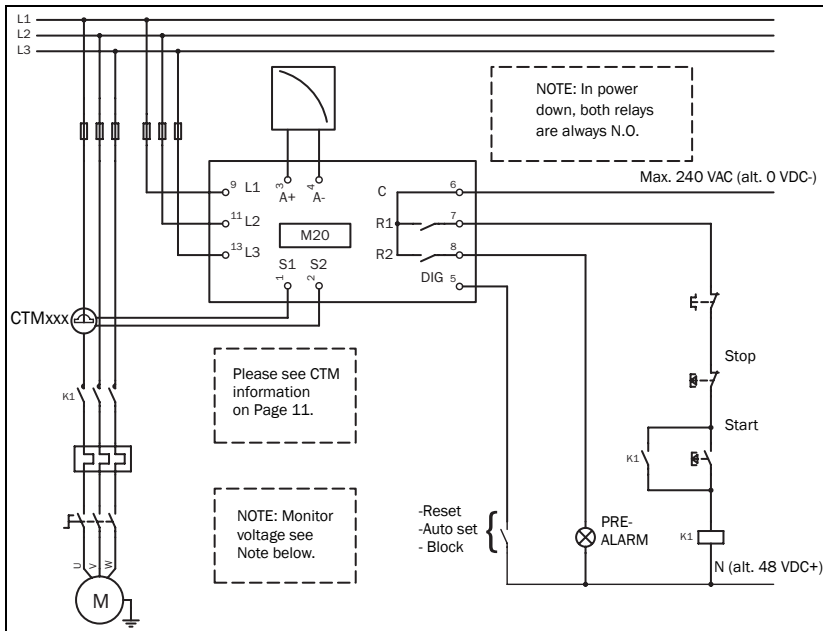 L1
L2
L3
NOTE: In power
down, both relays
are always N.O.
Max. 240 VAC (alt. 0 VDC-)
9 L1
3 A+
4 A-
C 6
11 L2
R1 7
13 L3
M20
R2 8
S1 S2
1 2
DIG 5
CTMxxx
Please see CTM
information
on Page 11.
Stop
K1
Start
K1
NOTE: Monitor
voltage see
Note below.
-Reset
-Auto set
- Block
{
PRE-
ALARM
K1
N (alt. 48 VDC+)
U V W
M